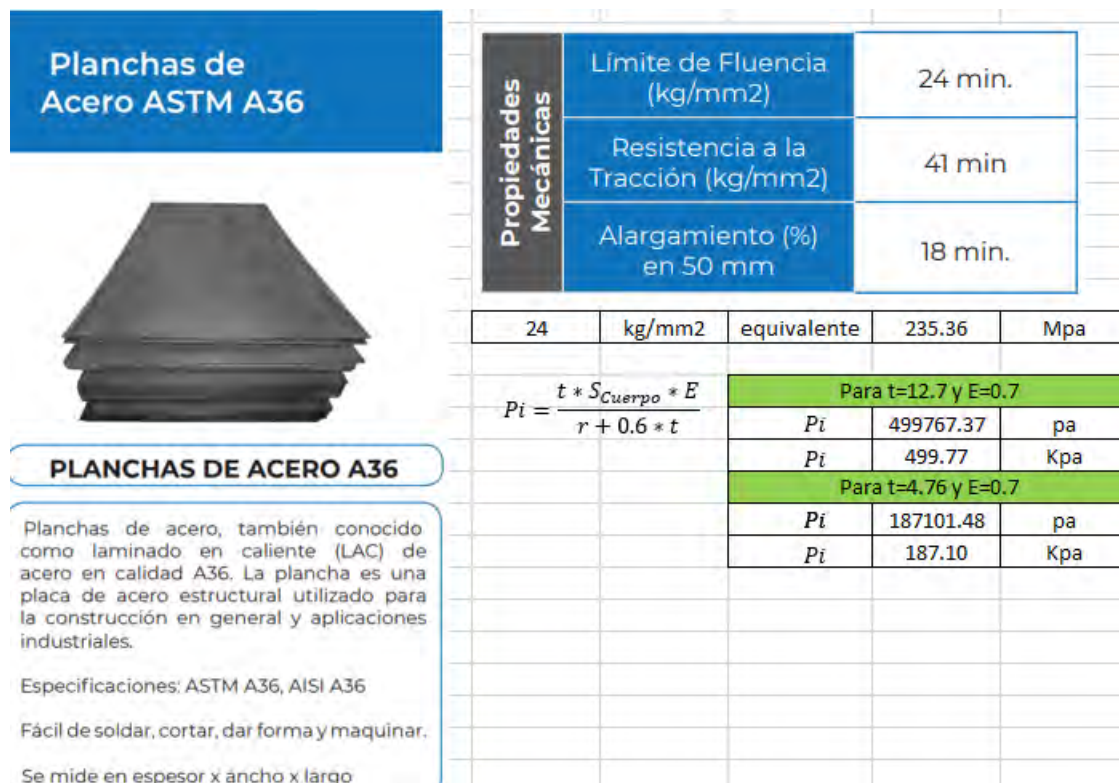 Planchas de
Acero ASTM A36
PLANCHAS DE ACERO A36
Planchas de acero, también conocido
como laminado en caliente (LAC) de
acero en calidad A36. La plancha es una
placa de acero estructural utilizado para
la construcción en general y aplicaciones
industriales.
Especificaciones: ASTM A36, AISI A36
Fácil de soldar, cortar, dar forma y maquinar.
Se mide en espesor x ancho x largo
Propiedades
Mecánicas
Límite de Fluencia
(kg/mm2)
24 min.
Resistencia a la
Tracción (kg/mm2)
41 min
Alargamiento (%)
en 50 mm
18 min.
24 kg/mm2 equivalente 235.36 Mpa
Pi = t * S_Cuerpo * E / r + 0.6 * t
Para t=12.7 y E=0.7
Pi 499767.37 pa
Pi 499.77 Kpa
Para t=4.76 y E=0.7
Pi 187101.48 pa
Pi 187.10 Kpa